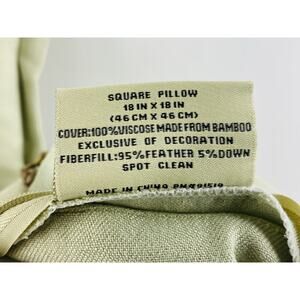 SQUARE PILLOW
18 IN X 18 IN
(46 CM X 46 CM)
COVER:100%VISCOSE MADE FROM BAMBOO
EXCLUSIVE OF DECORATION
FIBERFILL:95%FEATHER 5%DOWN
SPOT CLEAN
MADE IN CHINA